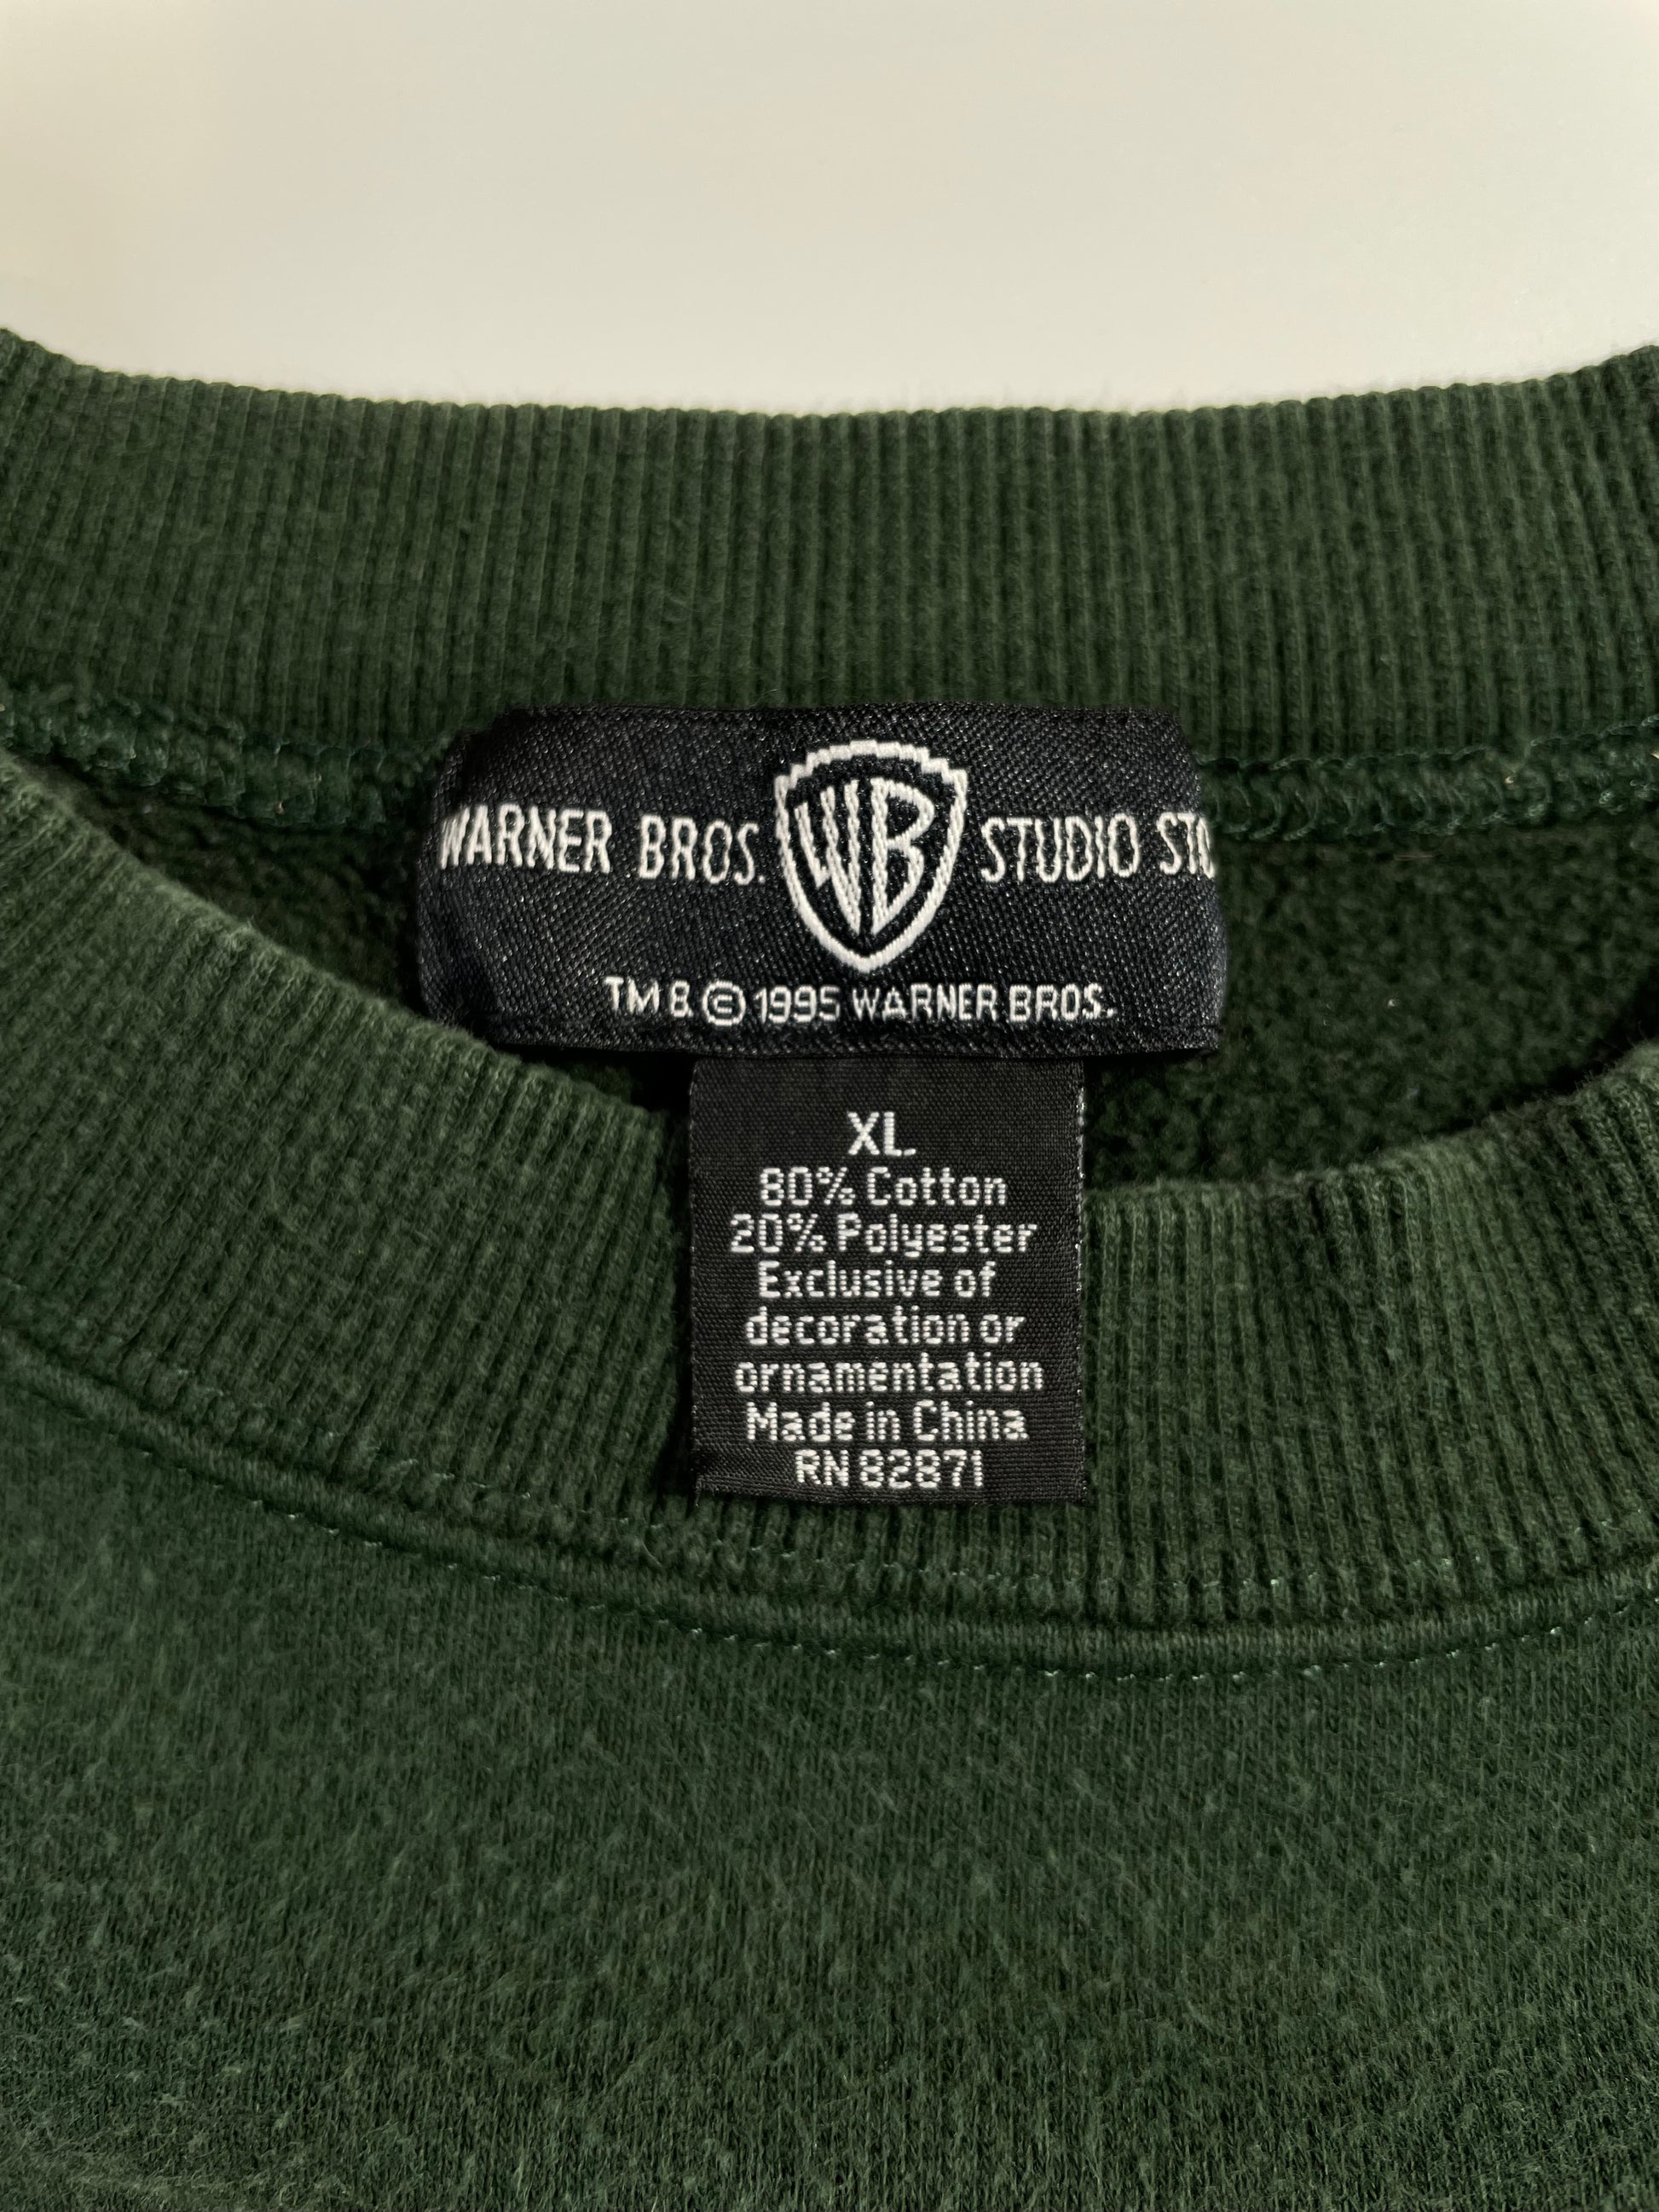 WARNER BROS. WB STUDIO STO
TM & © 1995 WARNER BROS.
XL
80% Cotton
20% Polyester
Exclusive of
decoration or
ornamentation
Made in China
RN 82871